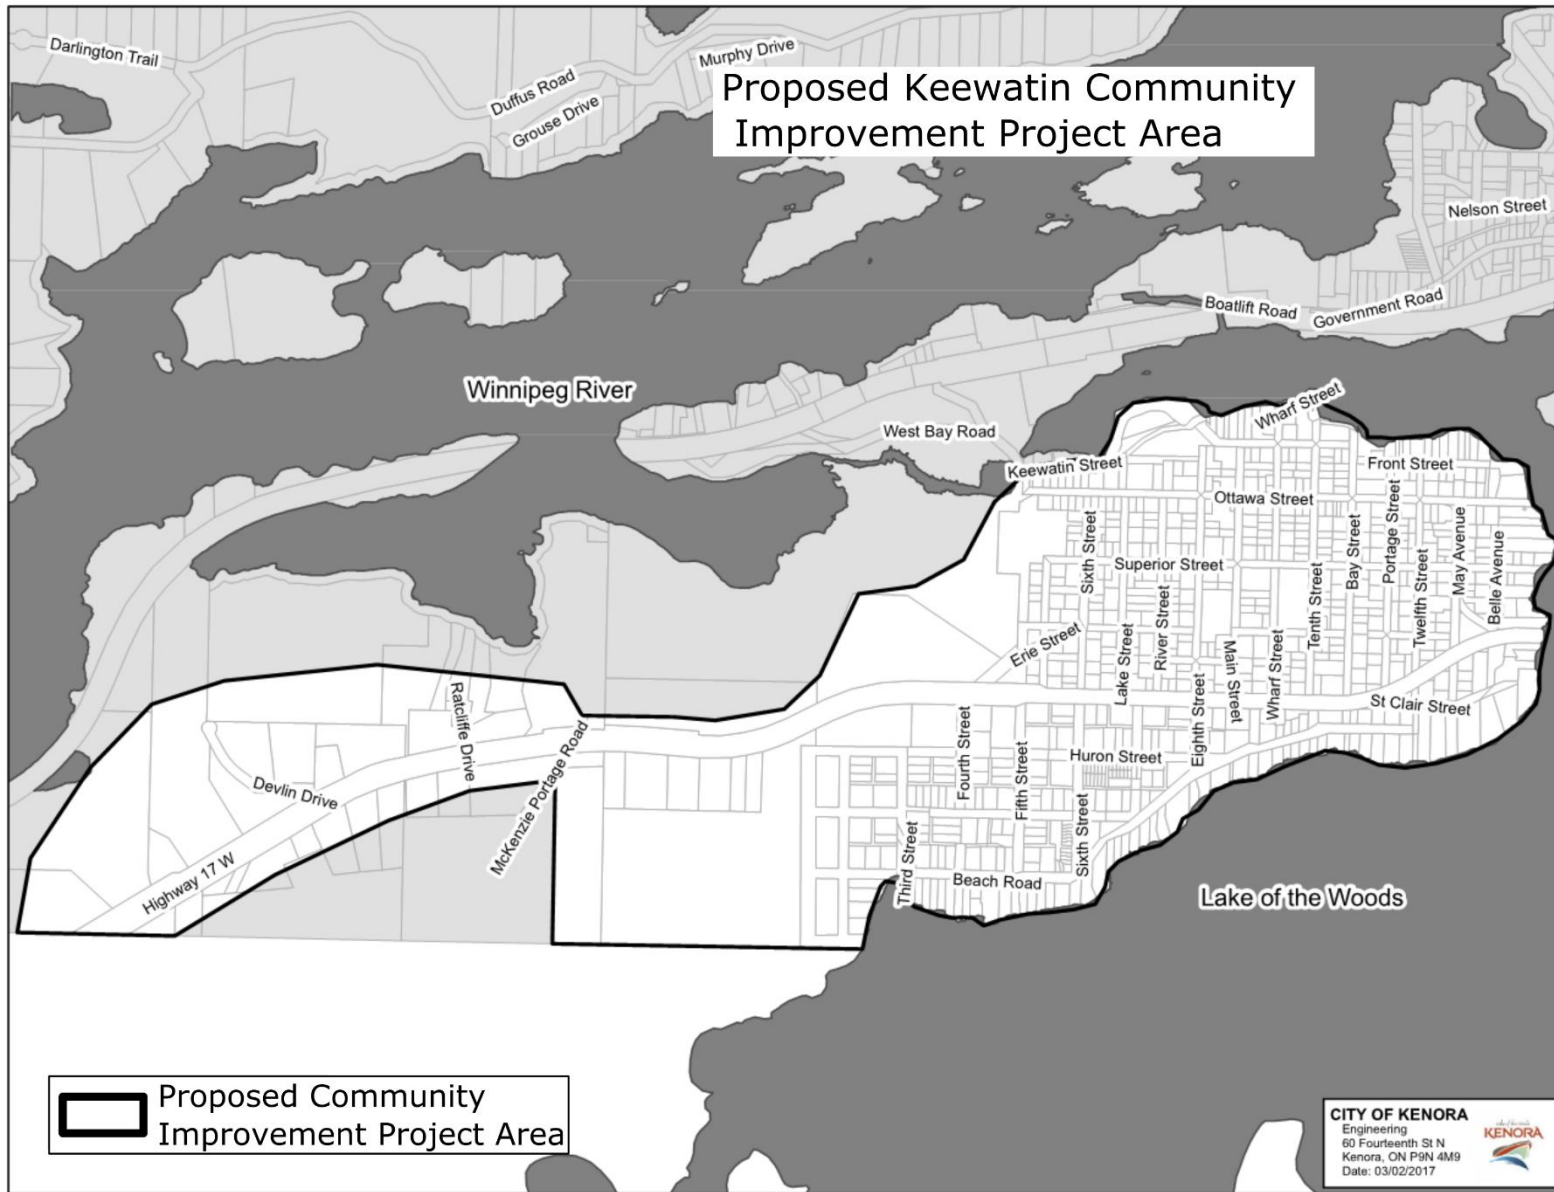 Darlington Trail
Duffus Road
Grouse Drive
Murphy Drive
Proposed Keewatin Community
Improvement Project Area
Nelson Street
Boatlift Road
Government Road
Winnipeg River
West Bay Road
Keewatin Street
Wharf Street
Front Street
Ottawa Street
Sixth Street
Superior Street
River Street
Bay Street
Portage Street
Tenth Street
Twelfth Street
May Avenue
Belle Avenue
Erie Street
Lake Street
Main Street
Wharf Street
Eighth Street
St Clair Street
Ratcliffe Drive
McKenzie Portage Road
Devlin Drive
Highway 17 W
Fourth Street
Fifth Street
Huron Street
Sixth Street
Third Street
Beach Road
Lake of the Woods
Proposed Community
Improvement Project Area
CITY OF KENORA
Engineering
60 Fourteenth St N
Kenora, ON P9N 4M9
Date: 03/02/2017
KENORA